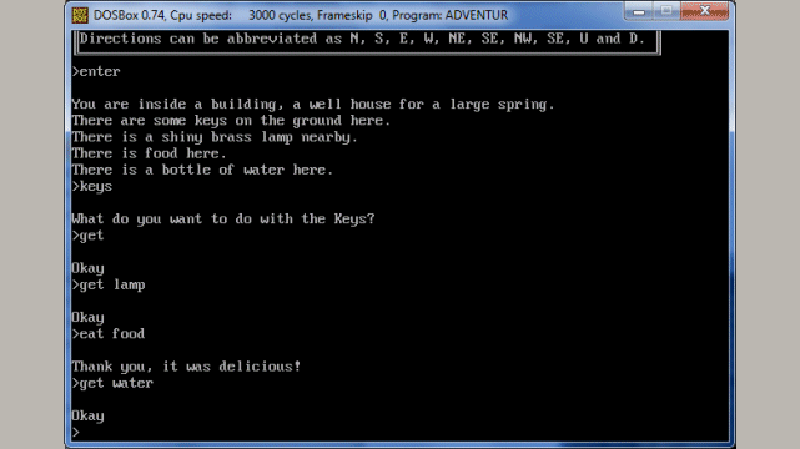 DOSBox 0.74, Cpu speed: 3000 cycles, Frameskip 0, Program: ADVENTUR
Directions can be abbreviated as N, S, E, W, NE, SE, NW, SE, U and D.
>enter
You are inside a building, a well house for a large spring.
There are some keys on the ground here.
There is a shiny brass lamp nearby.
There is food here.
There is a bottle of water here.
>keys
What do you want to do with the Keys?
>get
Okay
>get lamp
Okay
>eat food
Thank you, it was delicious!
>get water
Okay
>